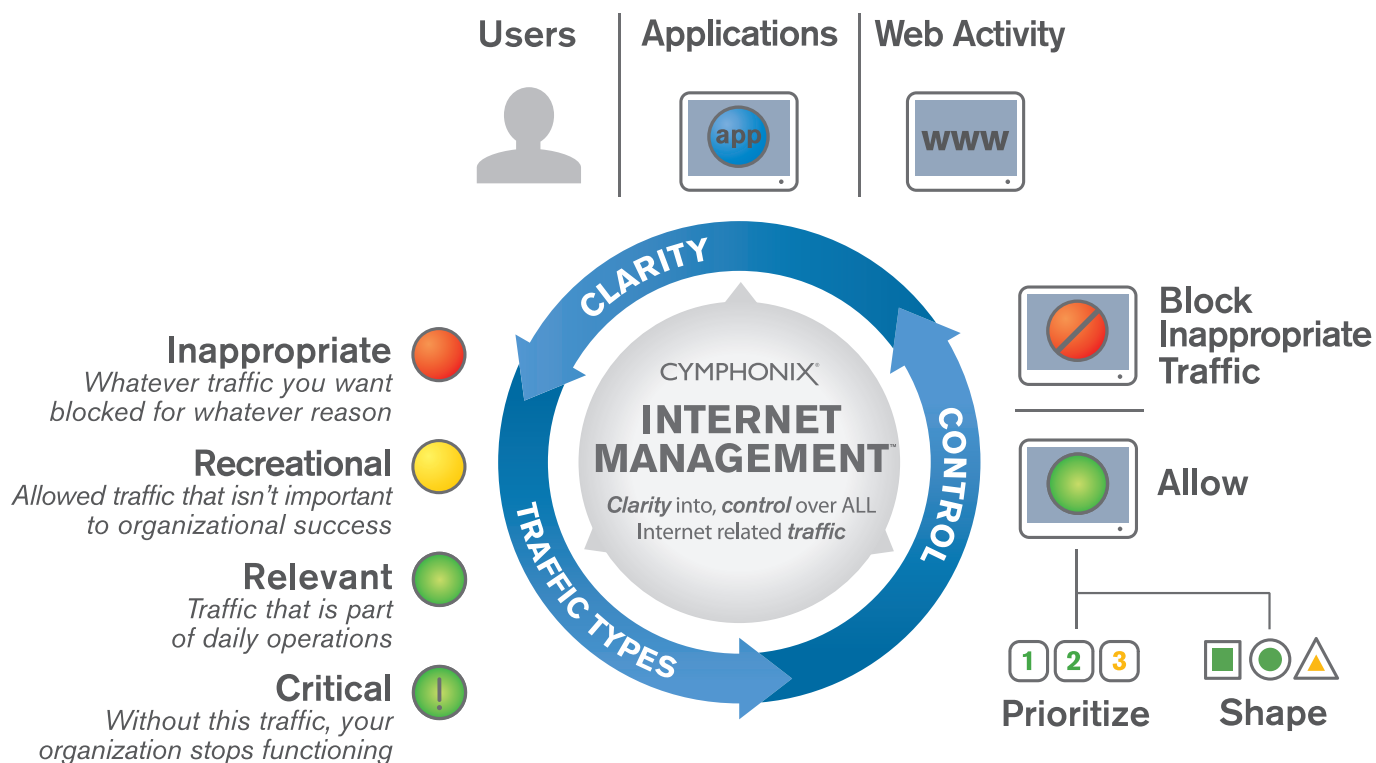 Users
Applications
Web Activity
app
www
CLARITY
Inappropriate
Whatever traffic you want
blocked for whatever reason
Recreational
Allowed traffic that isn't important
to organizational success
Relevant
Traffic that is part
of daily operations
Critical
Without this traffic, your
organization stops functioning
!
TRAFFIC TYPES
CYMPHONIX®
INTERNET
MANAGEMENT™
Clarity into, control over ALL
Internet related traffic
CONTROL
Block
Inappropriate
Traffic
Allow
1 2 3
Prioritize
Shape